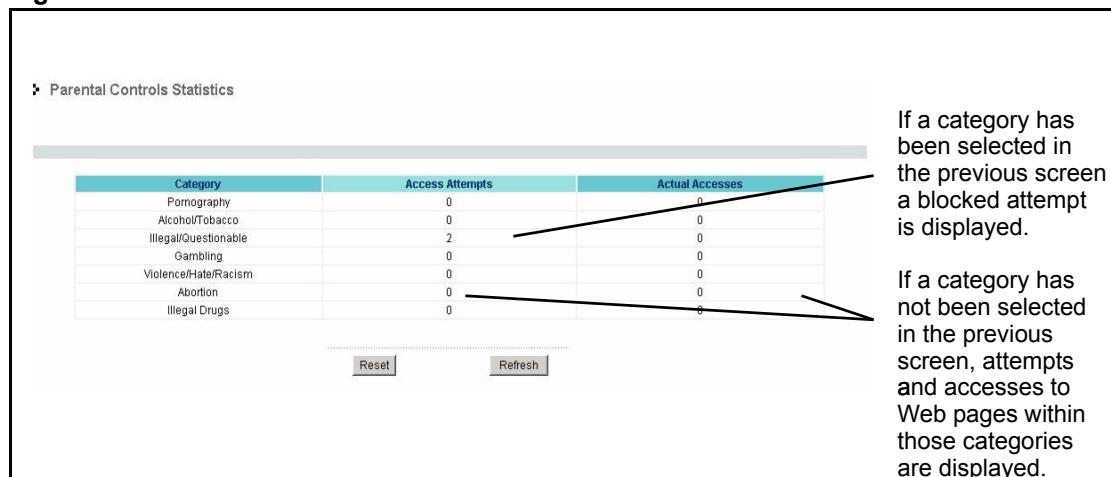 Parental Controls Statistics
Category Access Attempts Actual Accesses
Pornography 0 0
Alcohol/Tobacco 0 0
Illegal/Questionable 2 0
Gambling 0 0
Violence/Hate/Racism 0 0
Abortion 0 0
Illegal Drugs 0 0
Reset Refresh
If a category has
been selected in
the previous screen
a blocked attempt
is displayed.
If a category has
not been selected
in the previous
screen, attempts
and accesses to
Web pages within
those categories
are displayed.